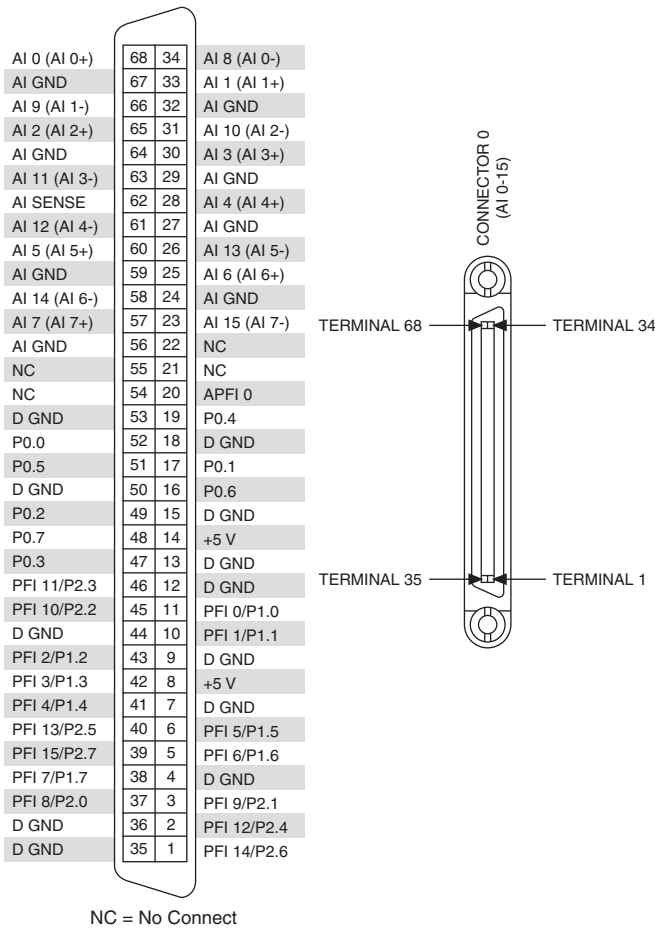 AI 0 (AI 0+) 68 34 AI 8 (AI 0-)
AI GND 67 33 AI 1 (AI 1+)
AI 9 (AI 1-) 66 32 AI GND
AI 2 (AI 2+) 65 31 AI 10 (AI 2-)
AI GND 64 30 AI 3 (AI 3+)
AI 11 (AI 3-) 63 29 AI GND
AI SENSE 62 28 AI 4 (AI 4+)
AI 12 (AI 4-) 61 27 AI GND
AI 5 (AI 5+) 60 26 AI 13 (AI 5-)
AI GND 59 25 AI 6 (AI 6+)
AI 14 (AI 6-) 58 24 AI GND
AI 7 (AI 7+) 57 23 AI 15 (AI 7-)
AI GND 56 22 NC
NC 55 21 NC
NC 54 20 APFI 0
D GND 53 19 P0.4
P0.0 52 18 D GND
P0.5 51 17 P0.1
D GND 50 16 P0.6
P0.2 49 15 D GND
P0.7 48 14 +5 V
P0.3 47 13 D GND
PFI 11/P2.3 46 12 D GND
PFI 10/P2.2 45 11 PFI 0/P1.0
D GND 44 10 PFI 1/P1.1
PFI 2/P1.2 43 9 D GND
PFI 3/P1.3 42 8 +5 V
PFI 4/P1.4 41 7 D GND
PFI 13/P2.5 40 6 PFI 5/P1.5
PFI 15/P2.7 39 5 PFI 6/P1.6
PFI 7/P1.7 38 4 D GND
PFI 8/P2.0 37 3 PFI 9/P2.1
D GND 36 2 PFI 12/P2.4
D GND 35 1 PFI 14/P2.6
NC = No Connect
CONNECTOR 0
(AI 0-15)
TERMINAL 68 TERMINAL 34
TERMINAL 35 TERMINAL 1